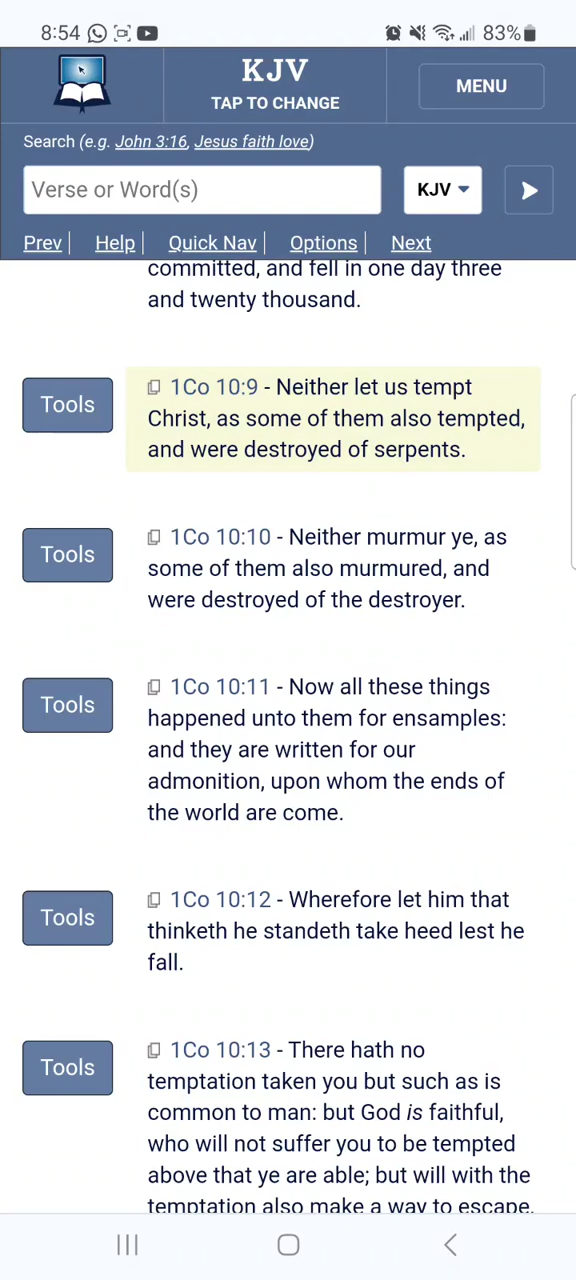 8:54 83%
KJV
TAP TO CHANGE
MENU
Search (e.g. John 3:16, Jesus faith love)
Verse or Word(s)
KJV
Prev Help Quick Nav Options Next
committed, and fell in one day three
and twenty thousand.
Tools
1Co 10:9 - Neither let us tempt
Christ, as some of them also tempted,
and were destroyed of serpents.
Tools
1Co 10:10 - Neither murmur ye, as
some of them also murmured, and
were destroyed of the destroyer.
Tools
1Co 10:11 - Now all these things
happened unto them for ensamples:
and they are written for our
admonition, upon whom the ends of
the world are come.
Tools
1Co 10:12 - Wherefore let him that
thinketh he standeth take heed lest he
fall.
Tools
1Co 10:13 - There hath no
temptation taken you but such as is
common to man: but God is faithful,
who will not suffer you to be tempted
above that ye are able; but will with the
temptation also make a way to escape,